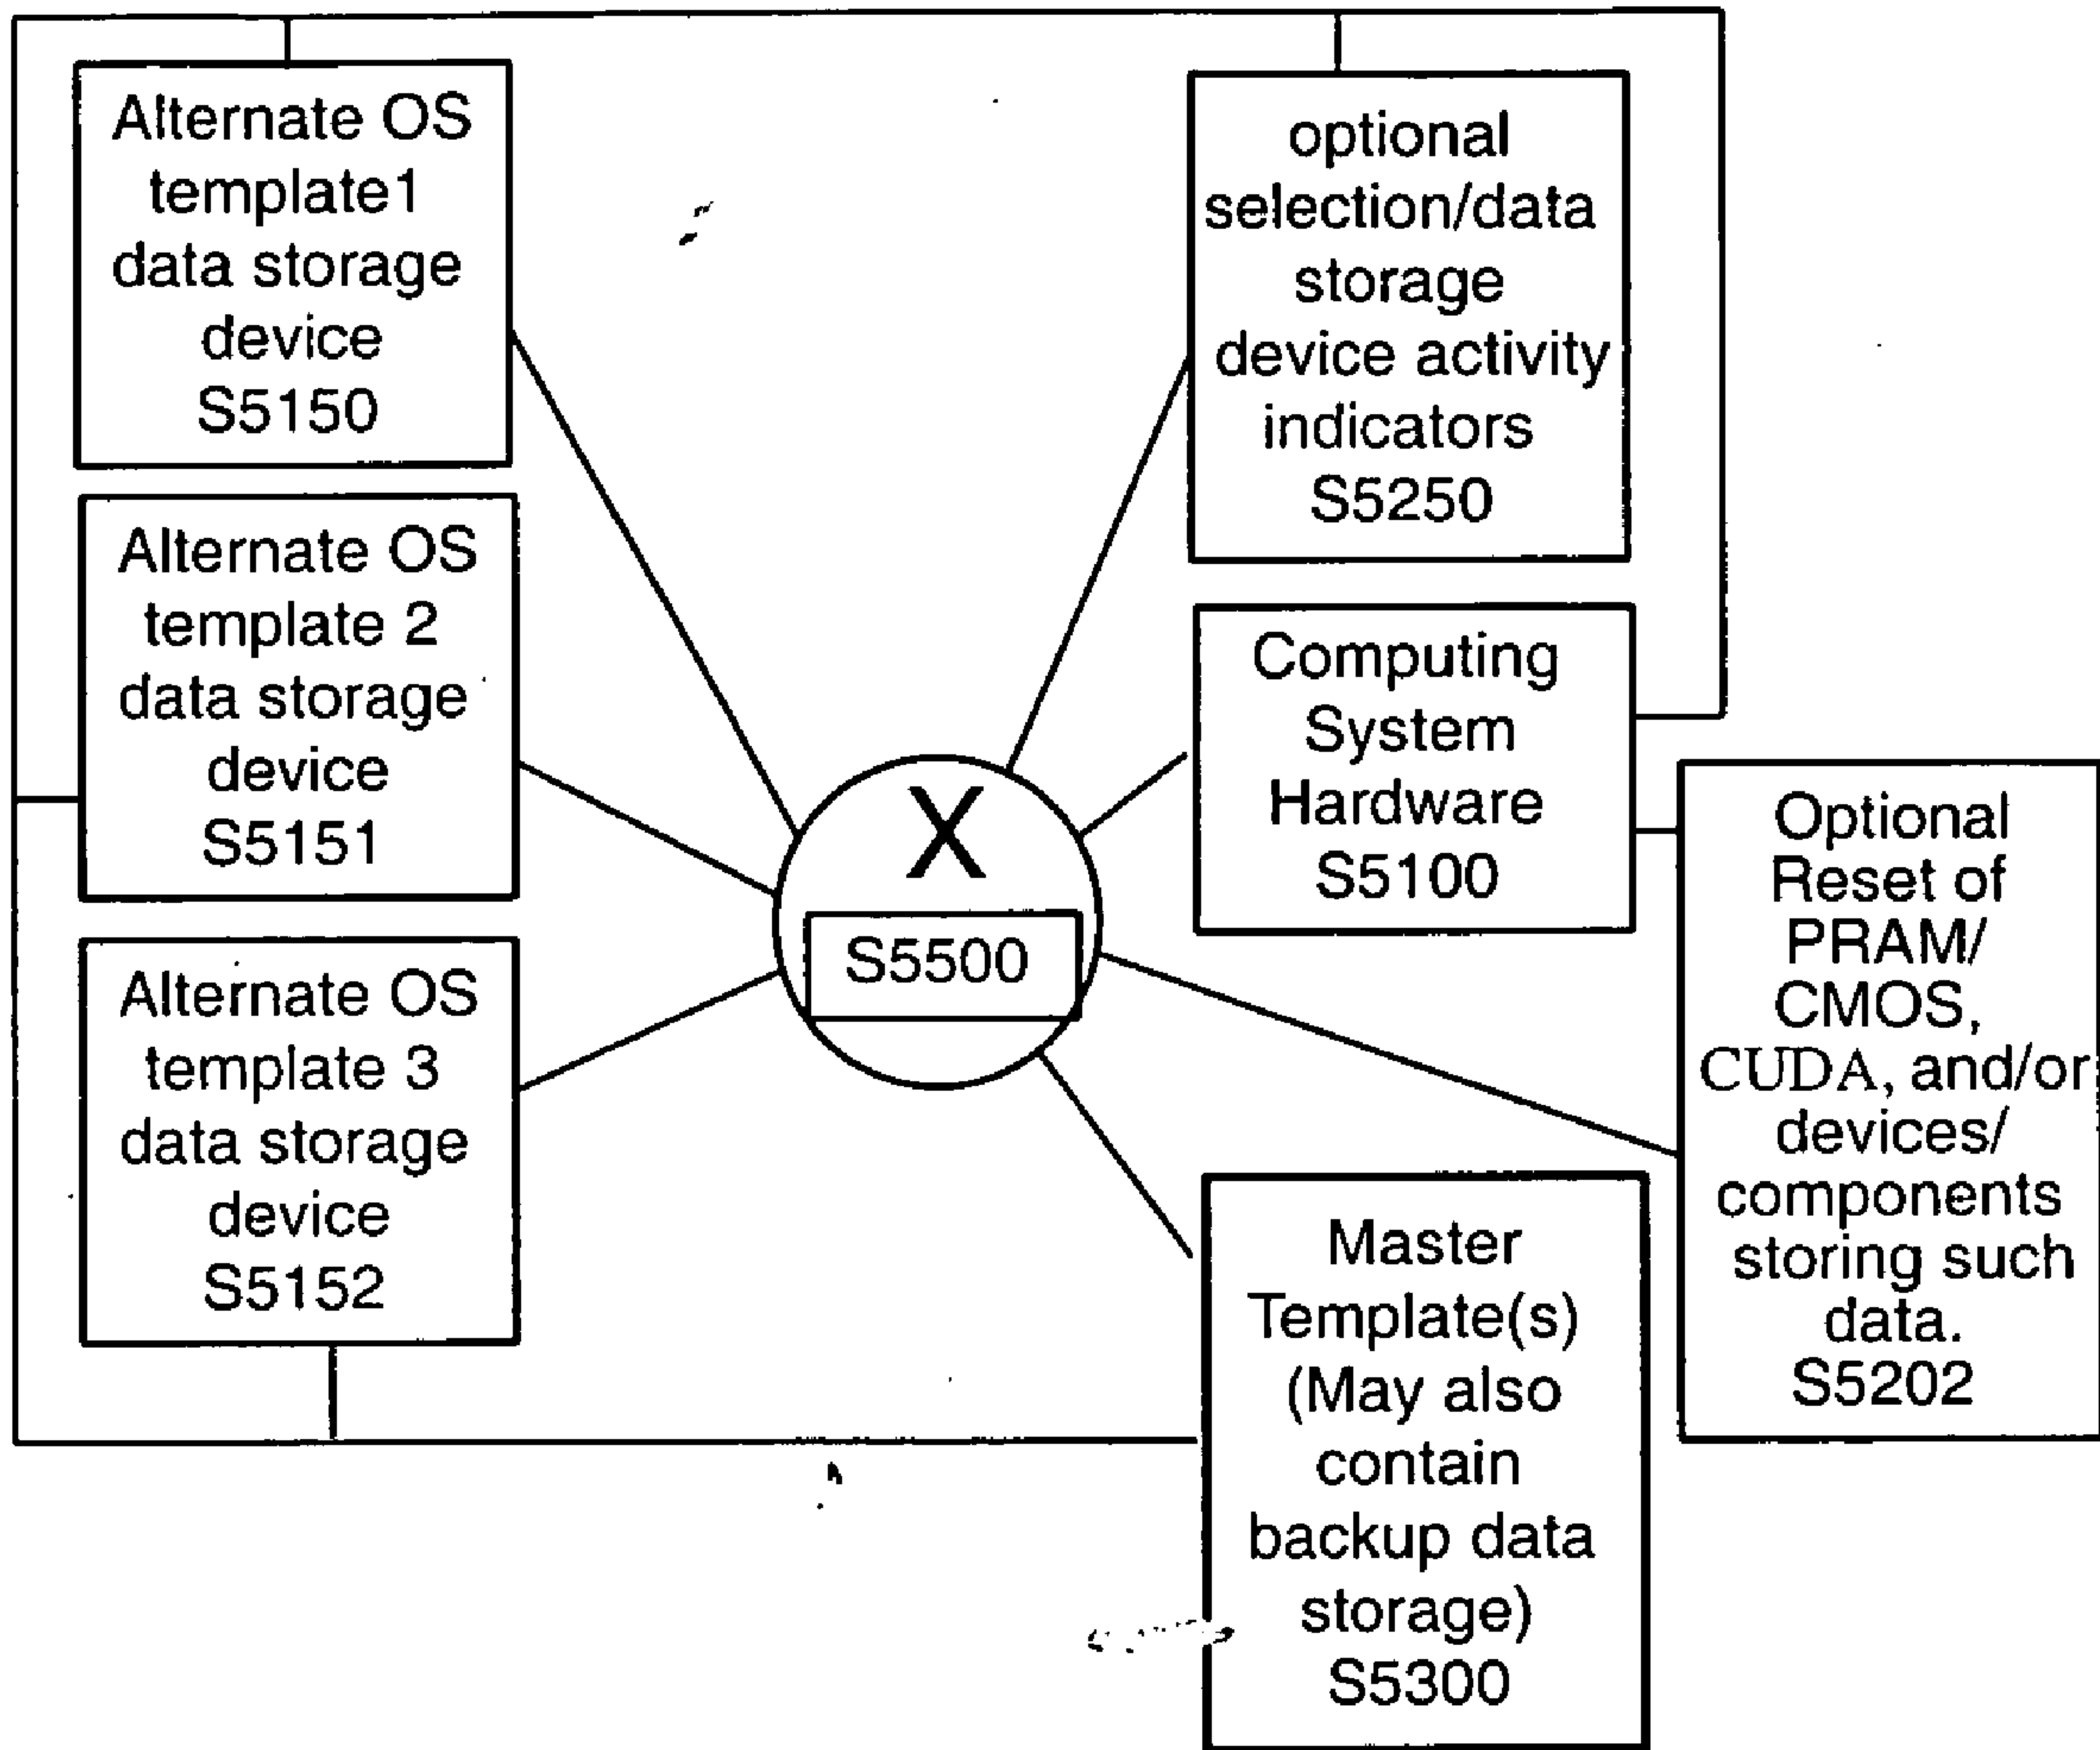 Alternate OS
template1
data storage
device
S5150
Alternate OS
template 2
data storage
device
S5151
Alternate OS
template 3
data storage
device
S5152
X
S5500
optional
selection/data
storage
device activity
indicators
S5250
Computing
System
Hardware
S5100
Optional
Reset of
PRAM/
CMOS,
CUDA, and/or
devices/
components
storing such
data.
S5202
Master
Template(s)
(May also
contain
backup data
storage)
S5300